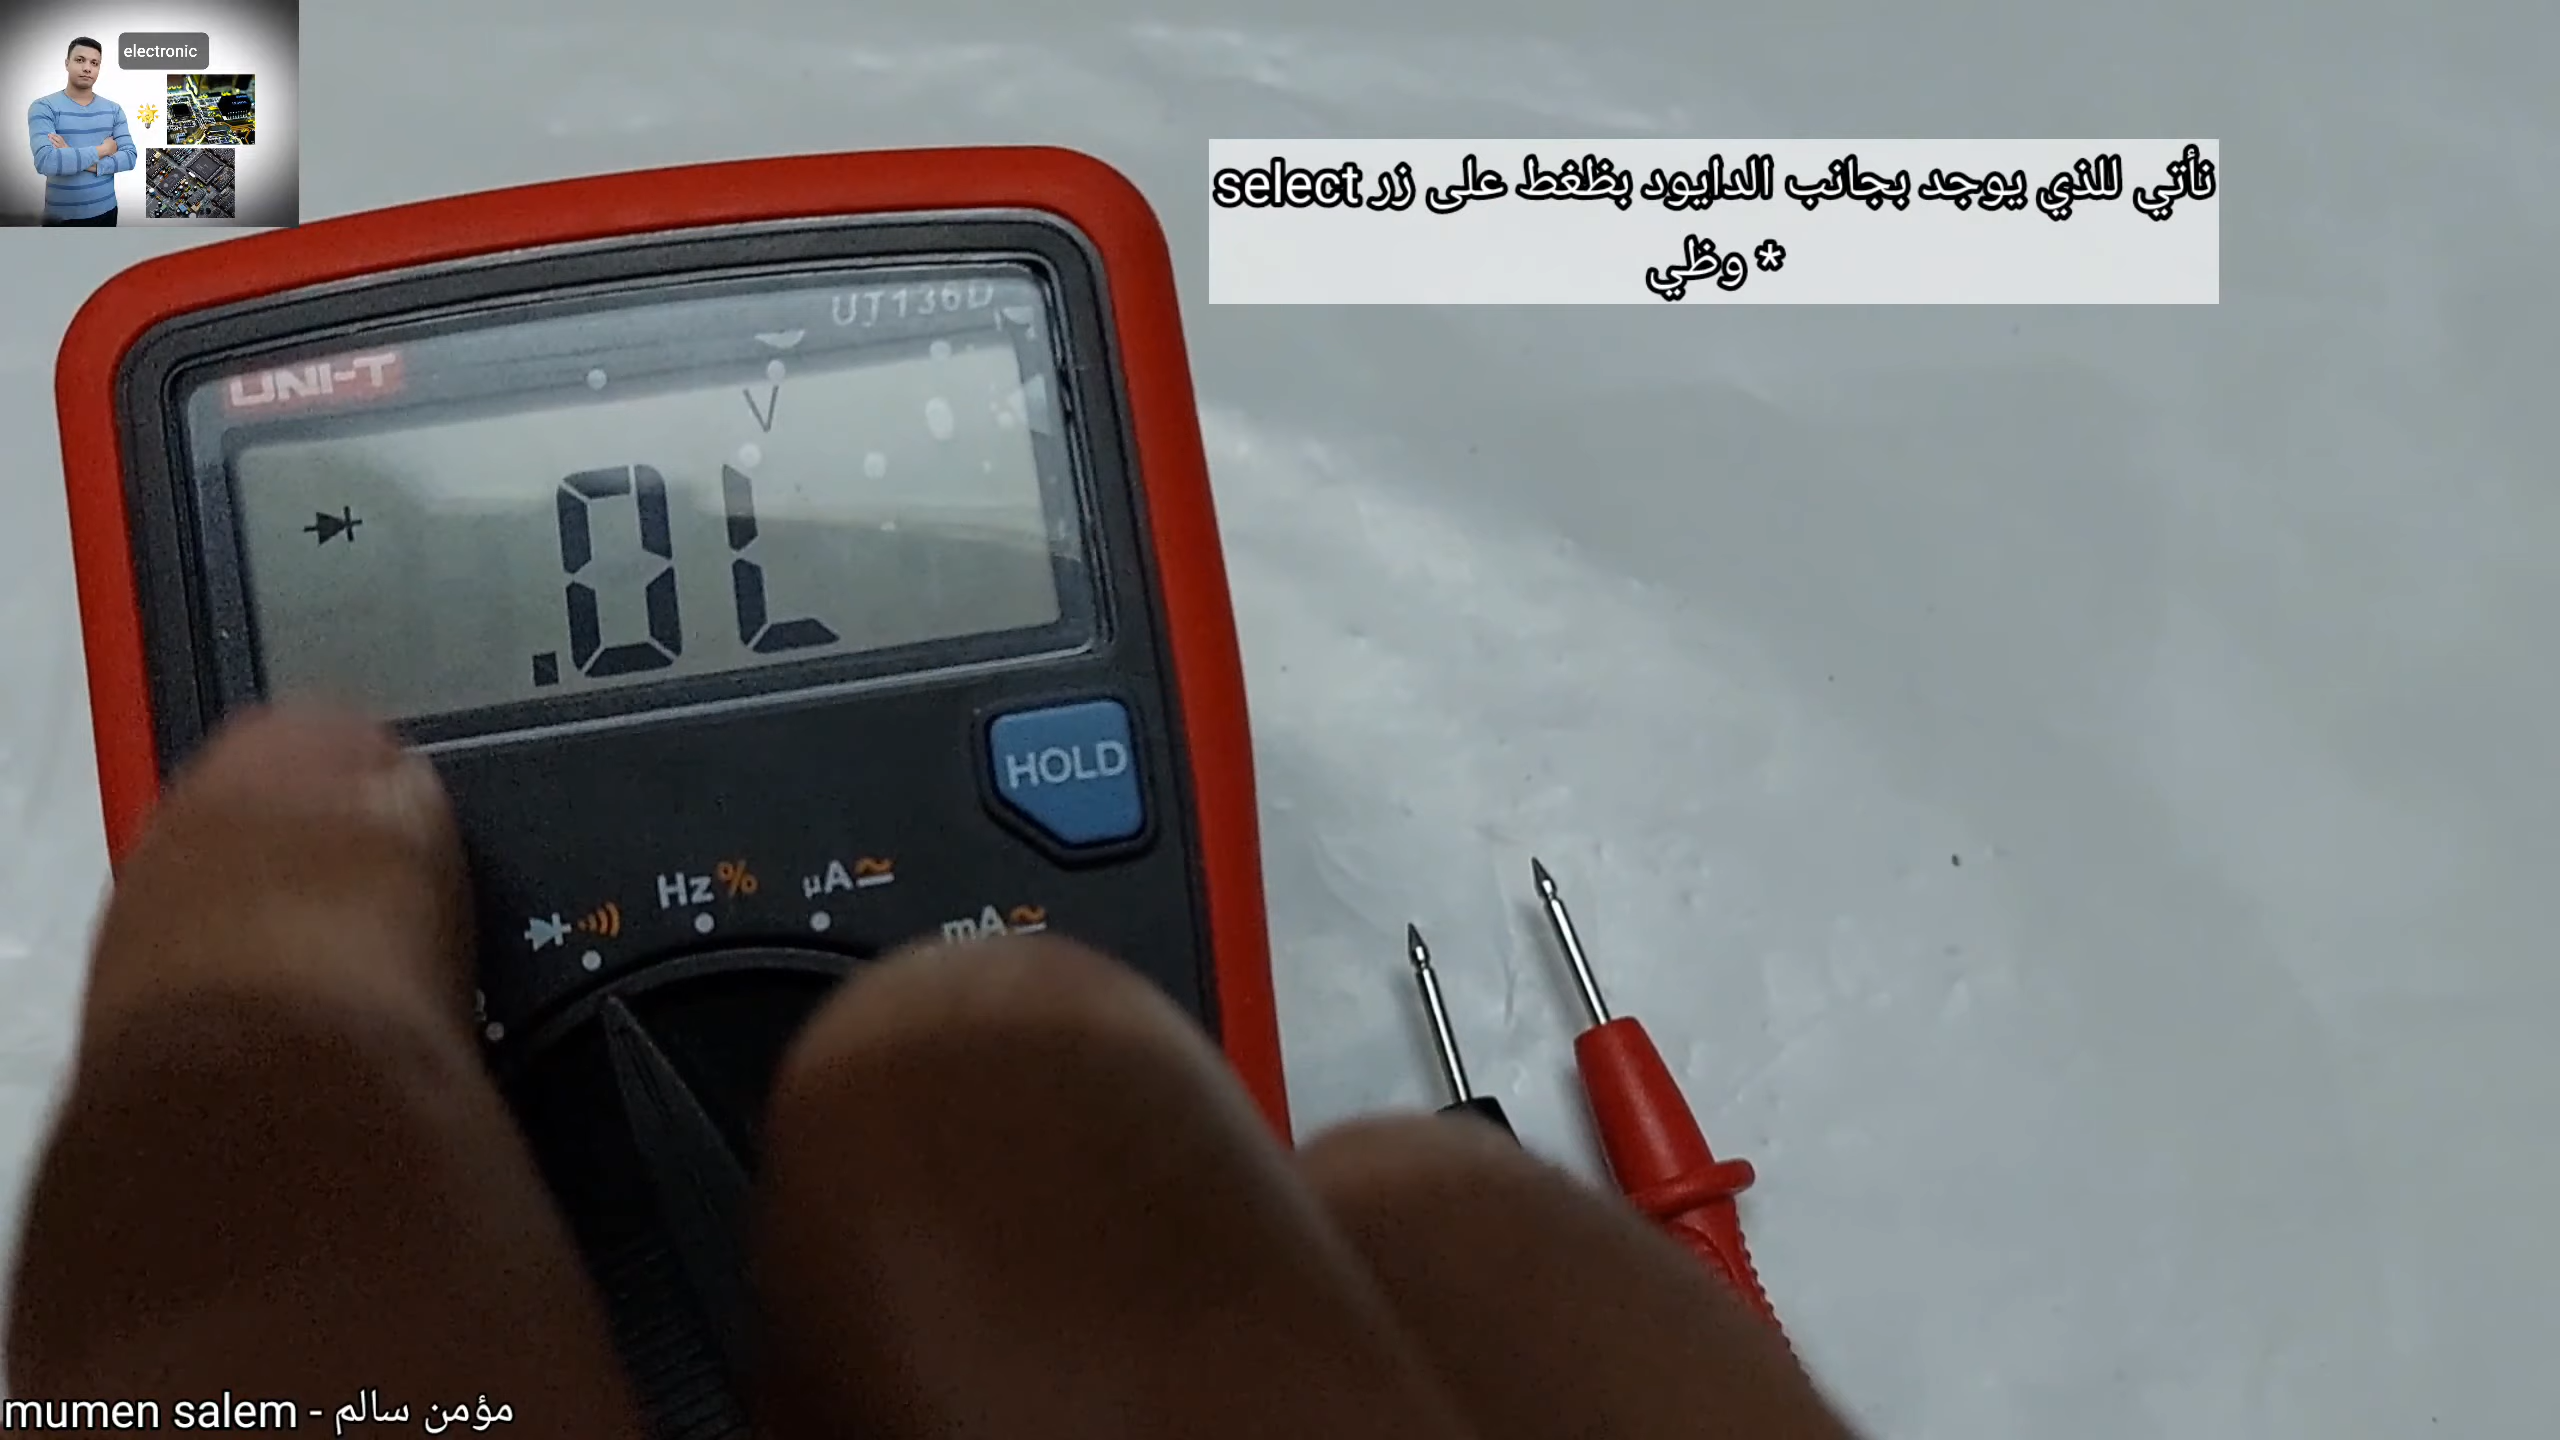 electronic
نأتي للذي يوجد بجانب الدايود بظغط على زر select
* وظي
UT136D
UNI-T
V
.0L
HOLD
Hz%
µA
mA
Ω
mumen salem - مؤمن سالم